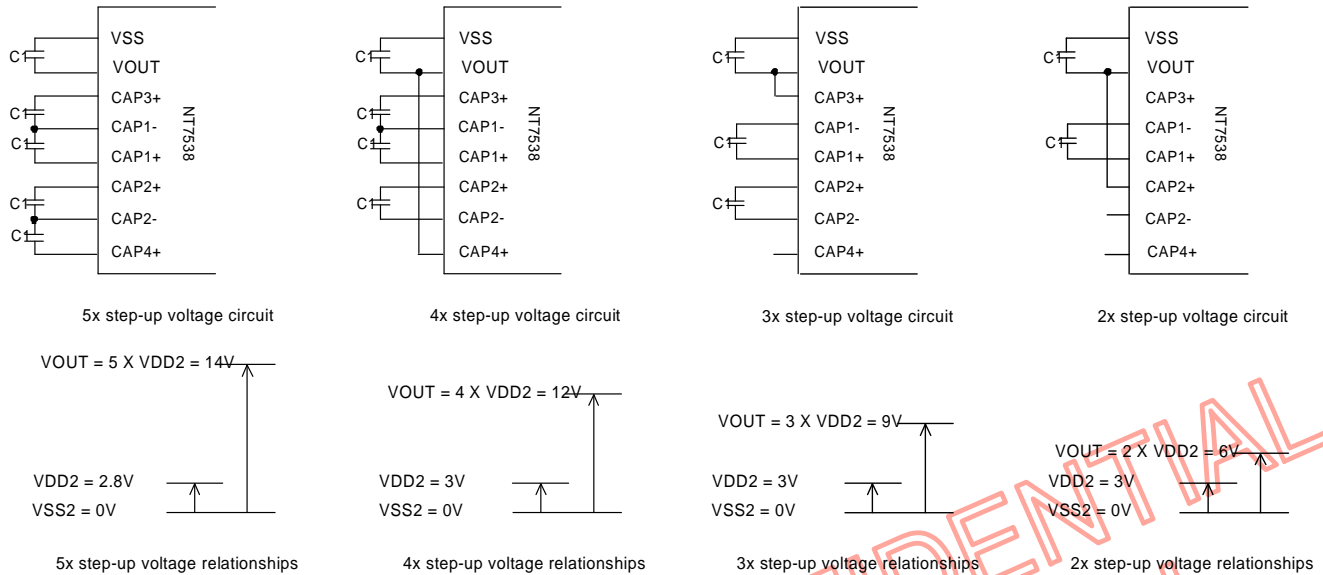 VSS
C1
VOUT
CAP3+
C1
CAP1-
C1
CAP1+
CAP2+
C1
CAP2-
C1
CAP4+
NT7538
5x step-up voltage circuit
VSS
C1
VOUT
CAP3+
C1
CAP1-
C1
CAP1+
CAP2+
C1
CAP2-
CAP4+
NT7538
4x step-up voltage circuit
VSS
C1
VOUT
CAP3+
CAP1-
C1
CAP1+
CAP2+
C1
CAP2-
CAP4+
NT7538
3x step-up voltage circuit
VSS
C1
VOUT
CAP3+
CAP1-
C1
CAP1+
CAP2+
CAP2-
CAP4+
NT7538
2x step-up voltage circuit
VOUT = 5 X VDD2 = 14V
VDD2 = 2.8V
VSS2 = 0V
5x step-up voltage relationships
VOUT = 4 X VDD2 = 12V
VDD2 = 3V
VSS2 = 0V
4x step-up voltage relationships
VOUT = 3 X VDD2 = 9V
VDD2 = 3V
VSS2 = 0V
3x step-up voltage relationships
VOUT = 2 X VDD2 = 6V
VDD2 = 3V
VSS2 = 0V
2x step-up voltage relationships
IDENTIAL